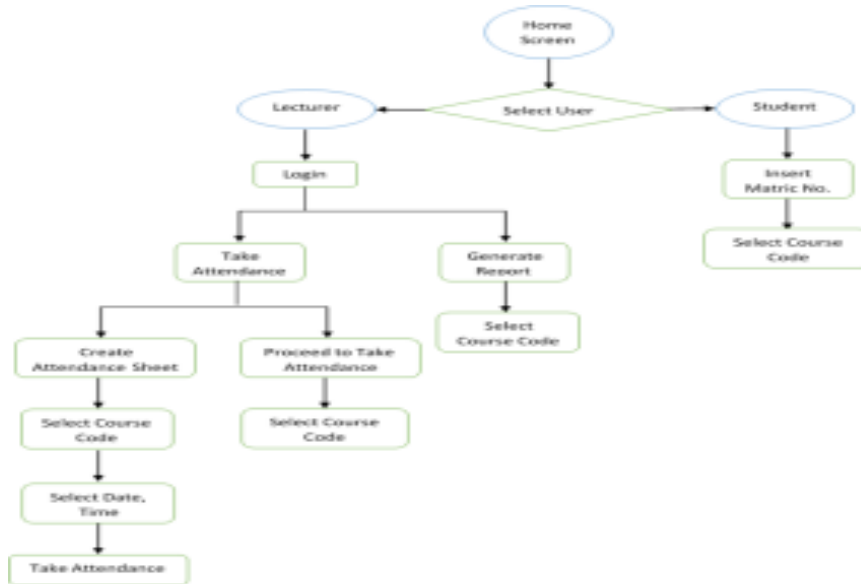 Home
Screen
Lecturer
Select User
Student
Login
Insert
Matric No.
Take
Attendance
Generate
Report
Select Course
Code
Select
Course Code
Create
Attendance Sheet
Proceed to Take
Attendance
Select Course
Code
Select Course
Code
Select Date,
Time
Take Attendance